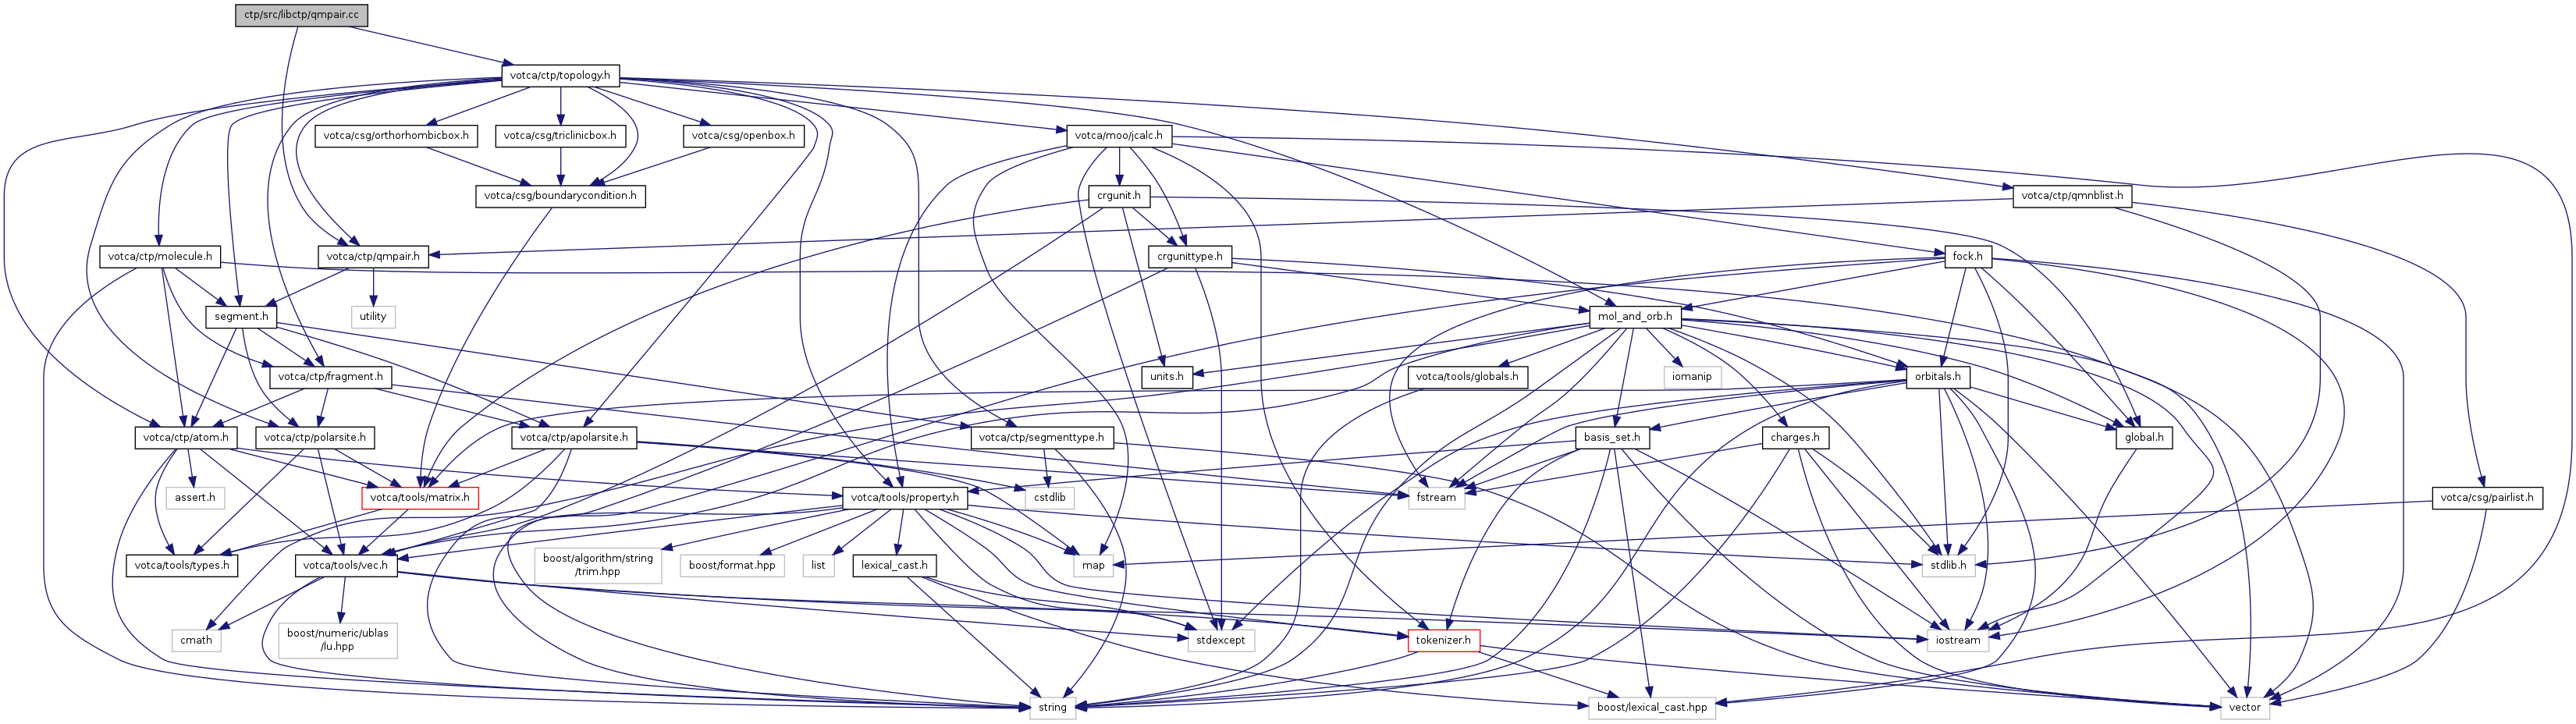 ctp/src/libctp/qmpair.cc
votca/ctp/topology.h
votca/csg/orthorhombicbox.h
votca/csg/triclinicbox.h
votca/csg/openbox.h
votca/moo/jcalc.h
votca/csg/boundarycondition.h
crgunit.h
votca/ctp/qmnblist.h
votca/ctp/molecule.h
votca/ctp/qmpair.h
crgunittype.h
fock.h
segment.h
utility
mol_and_orb.h
votca/ctp/fragment.h
units.h
votca/tools/globals.h
iomanip
orbitals.h
votca/ctp/atom.h
votca/ctp/polarsite.h
votca/ctp/apolarsite.h
votca/ctp/segmenttype.h
basis_set.h
charges.h
global.h
assert.h
votca/tools/matrix.h
votca/tools/property.h
cstdlib
fstream
votca/csg/pairlist.h
votca/tools/types.h
votca/tools/vec.h
boost/algorithm/string
/trim.hpp
boost/format.hpp
list
lexical_cast.h
map
stdlib.h
cmath
boost/numeric/ublas
/lu.hpp
stdexcept
tokenizer.h
iostream
string
boost/lexical_cast.hpp
vector